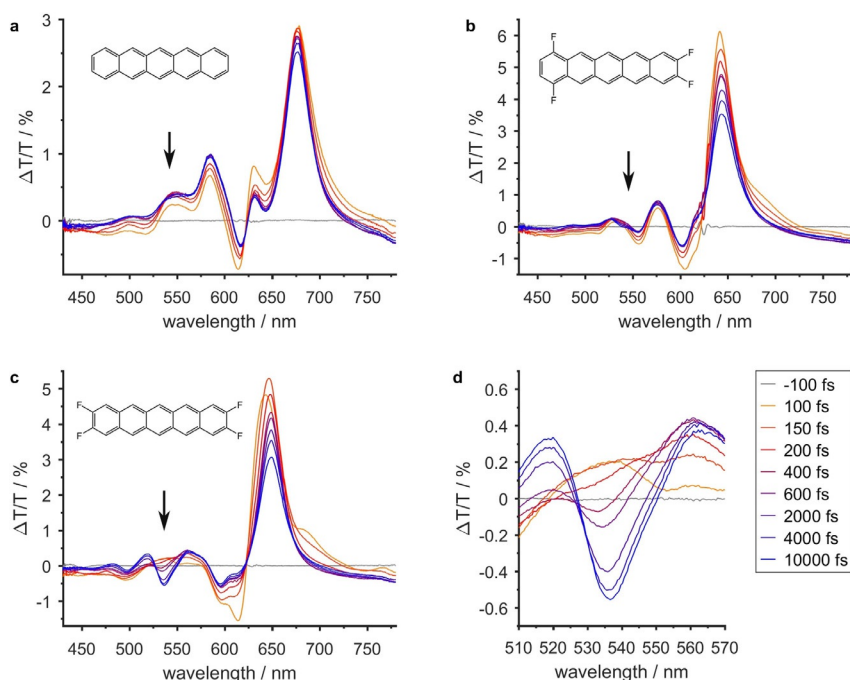 a
ΔT/T / %
3
2
1
0
450 500 550 600 650 700 750
wavelength / nm
b
F
F
F
F
ΔT/T / %
6
5
4
3
2
1
0
-1
450 500 550 600 650 700 750
wavelength / nm
c
F
F
F
F
ΔT/T / %
5
4
3
2
1
0
-1
450 500 550 600 650 700 750
wavelength / nm
d
ΔT/T / %
0.6
0.4
0.2
0
-0.2
-0.4
-0.6
510 520 530 540 550 560 570
wavelength / nm
-100 fs
100 fs
150 fs
200 fs
400 fs
600 fs
2000 fs
4000 fs
10000 fs